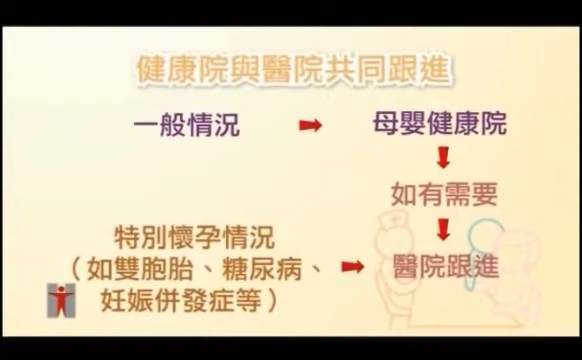 健康院與醫院共同跟進
一般情況 母嬰健康院
如有需要
特別懷孕情況
（如雙胞胎、糖尿病、 醫院跟進
妊娠併發症等）